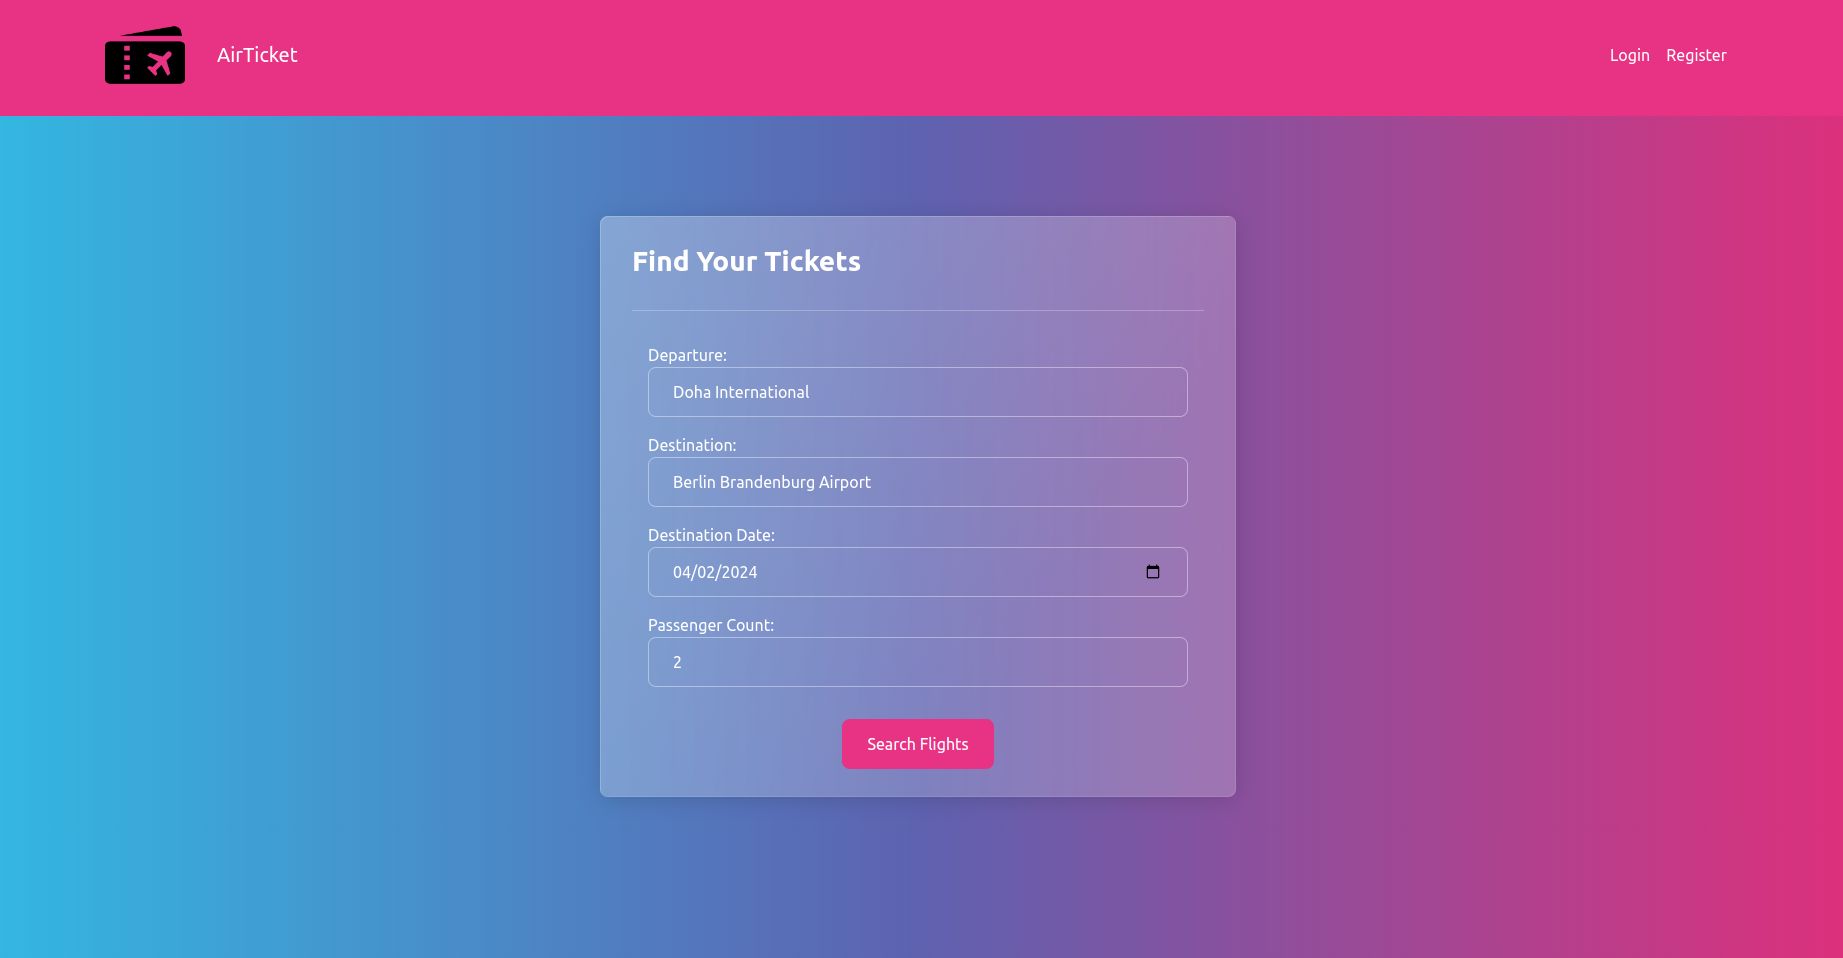 AirTicket
Login Register
Find Your Tickets
Departure:
Doha International
Destination:
Berlin Brandenburg Airport
Destination Date:
04/02/2024
Passenger Count:
2
Search Flights